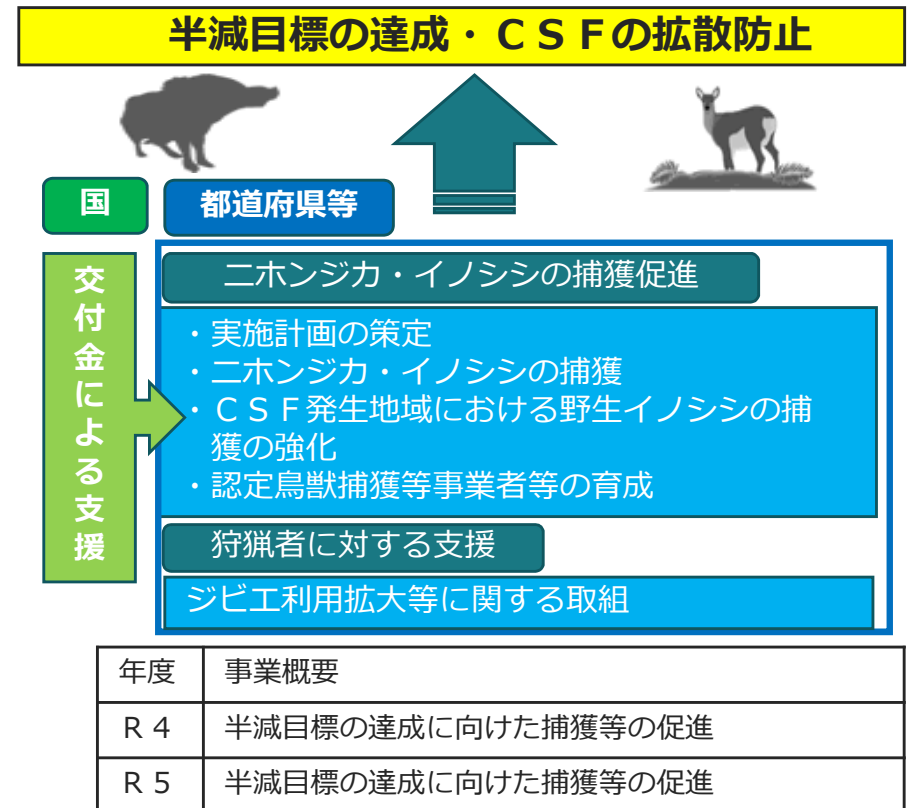 半減目標の達成・ＣＳＦの拡散防止
国
都道府県等
交付金による支援
ニホンジカ・イノシシの捕獲促進
・実施計画の策定
・ニホンジカ・イノシシの捕獲
・ＣＳＦ発生地域における野生イノシシの捕
獲の強化
・認定鳥獣捕獲等事業者等の育成
狩猟者に対する支援
ジビエ利用拡大等に関する取組
年度 事業概要
Ｒ４ 半減目標の達成に向けた捕獲等の促進
Ｒ５ 半減目標の達成に向けた捕獲等の促進